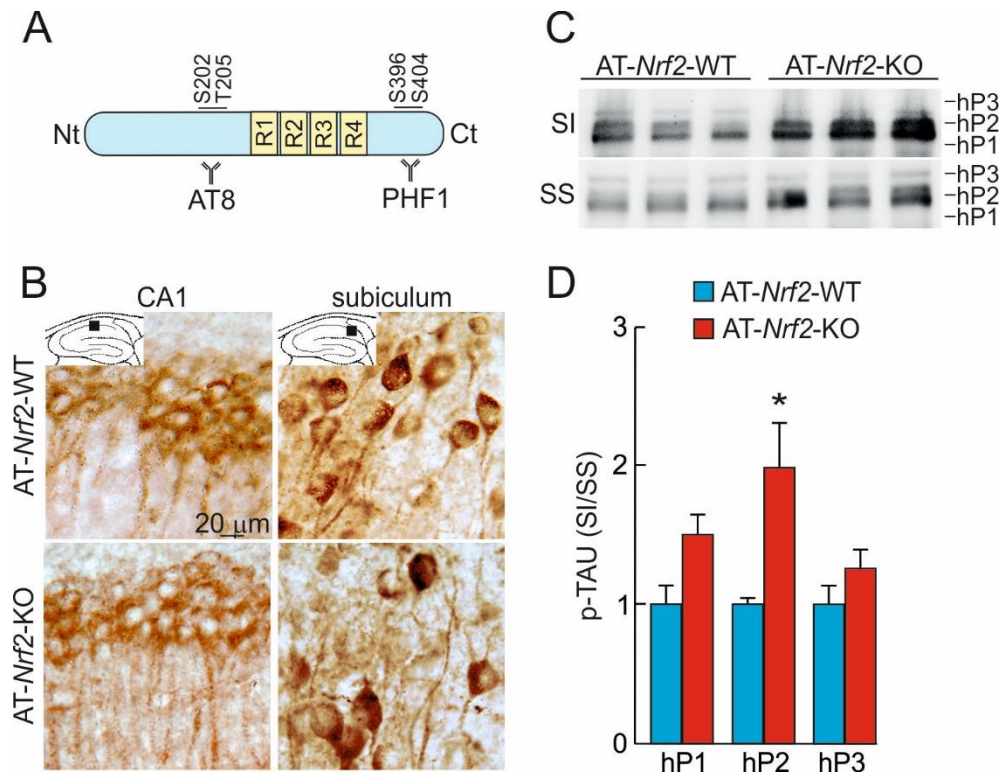 A
S202
T205
S396
S404
Nt
R1
R2
R3
R4
Ct
AT8
PHF1
B
CA1
subiculum
AT-Nrf2-WT
20 µm
AT-Nrf2-KO
C
AT-Nrf2-WT AT-Nrf2-KO
SI
-hP3
-hP2
-hP1
SS
-hP3
-hP2
-hP1
D
AT-Nrf2-WT
AT-Nrf2-KO
p-TAU (SI/SS)
3
2
1
0
*
hP1 hP2 hP3